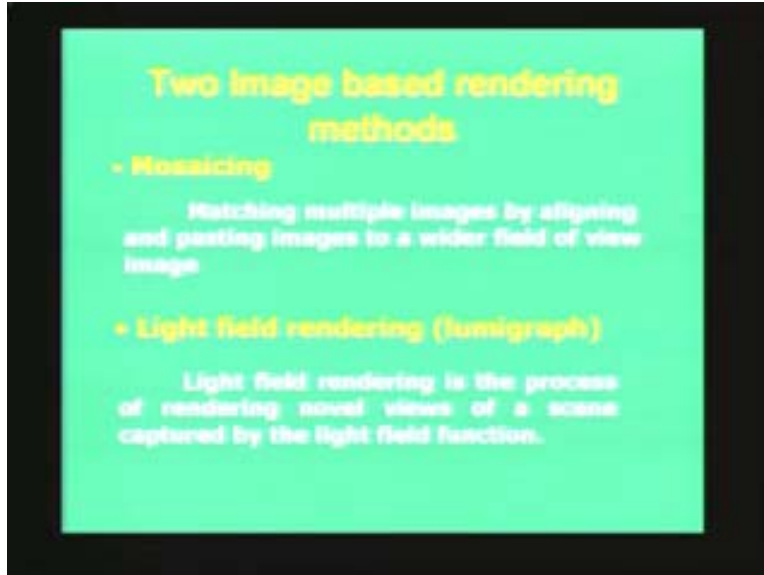 Two Image based rendering
methods
- Mosaicing
Matching multiple images by aligning
and pasting images to a wider field of view
image
• Light field rendering (lumigraph)
Light field rendering is the process
of rendering novel views of a scene
captured by the light field function.